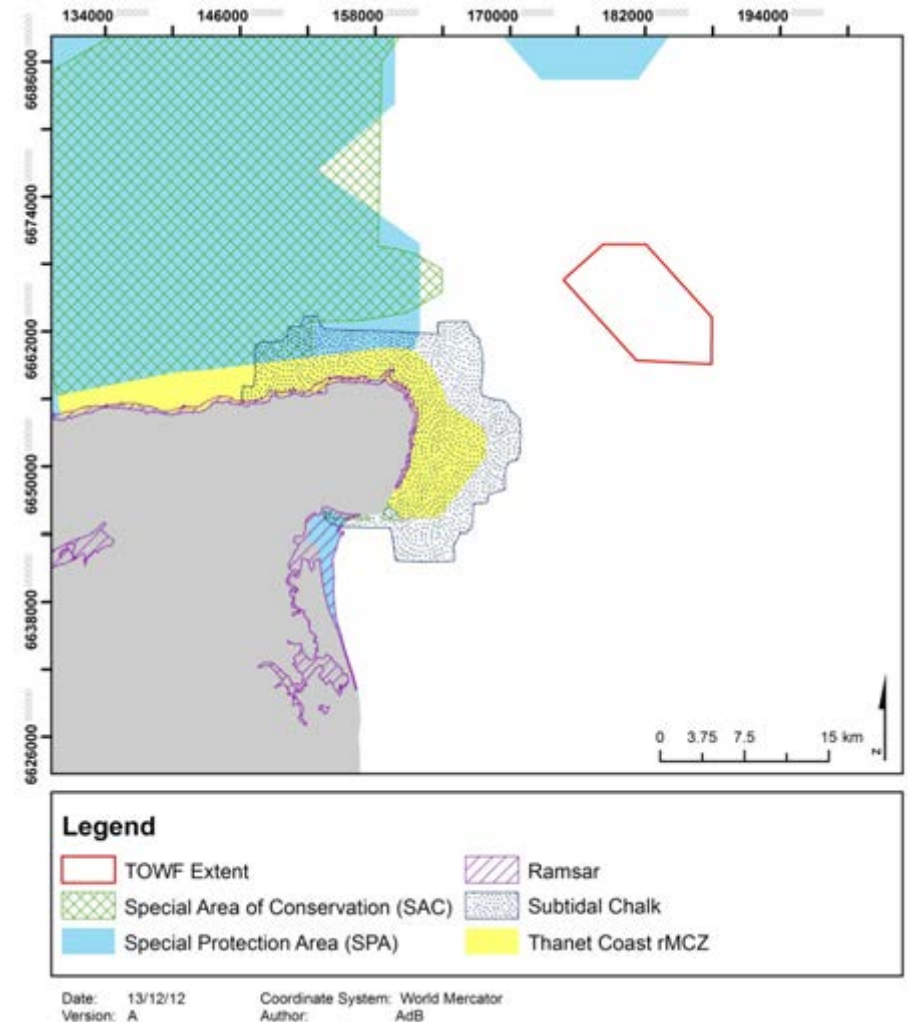 134000 146000 158000 170000 182000 194000
6686000
6674000
6662000
6650000
6638000
6626000
0 3.75 7.5 15 km
z
Legend
TOWF Extent
Special Area of Conservation (SAC)
Special Protection Area (SPA)
Ramsar
Subtidal Chalk
Thanet Coast rMCZ
Date: 13/12/12 Coordinate System: World Mercator
Version: A Author: AdB